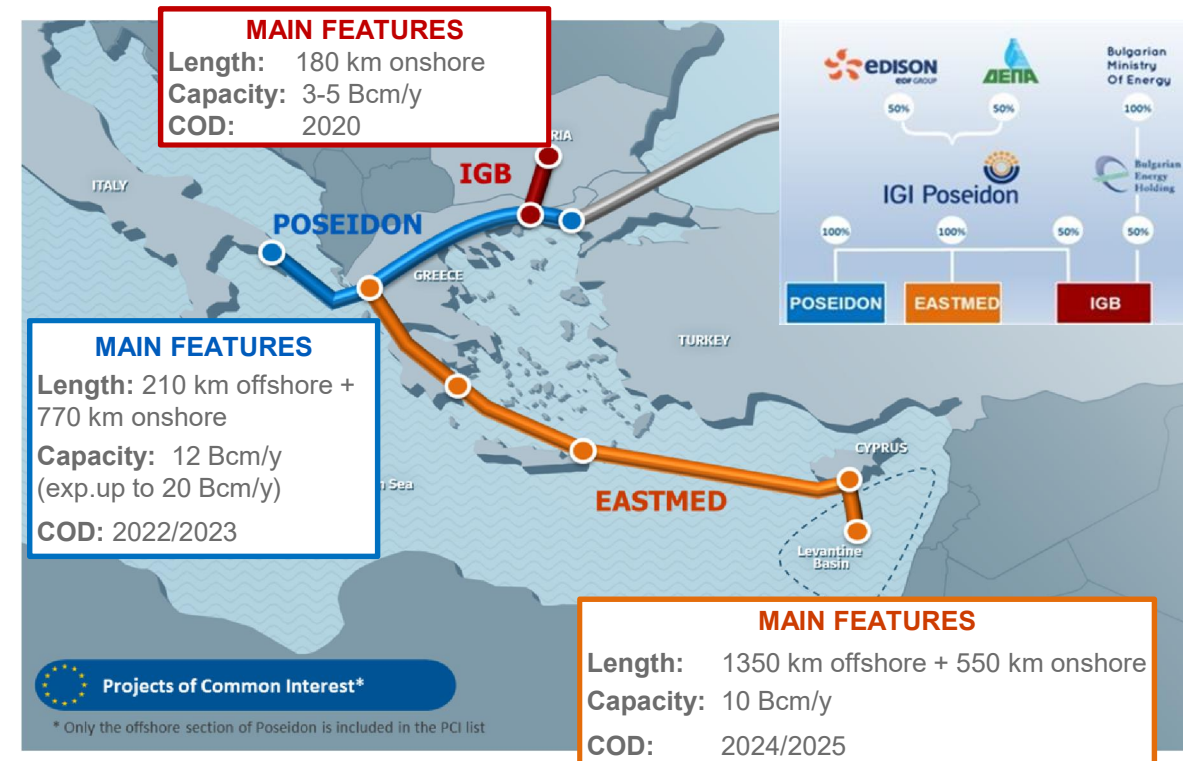 MAIN FEATURES
Length: 180 km onshore
Capacity: 3-5 Bcm/y
COD: 2020
EDISON
EDF GROUP
ΔΕΠΑ
Bulgarian
Ministry
Of Energy
50%
50%
100%
IGI Poseidon
Bulgarian
Energy
Holding
100%
100%
50%
50%
POSEIDON
EASTMED
IGB
RIA
IGB
ITALY
POSEIDON
GREECE
TURKEY
MAIN FEATURES
Length: 210 km offshore +
770 km onshore
Capacity: 12 Bcm/y
(exp.up to 20 Bcm/y)
COD: 2022/2023
n Sea
CYPRUS
EASTMED
Levantine
Basin
MAIN FEATURES
Length: 1350 km offshore + 550 km onshore
Capacity: 10 Bcm/y
COD: 2024/2025
Projects of Common Interest*
* Only the offshore section of Poseidon is included in the PCI list